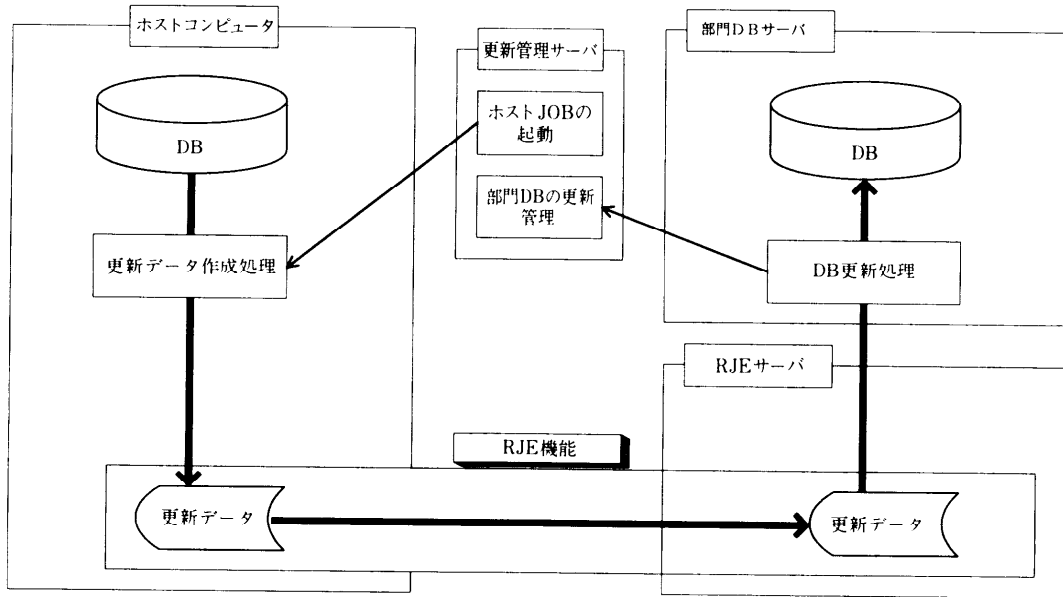 ホストコンピュータ
DB
更新データ作成処理
更新データ
更新管理サーバ
ホストJOBの
起動
部門DBの更新
管理
部門DBサーバ
DB
DB更新処理
RJEサーバ
RJE機能
更新データ